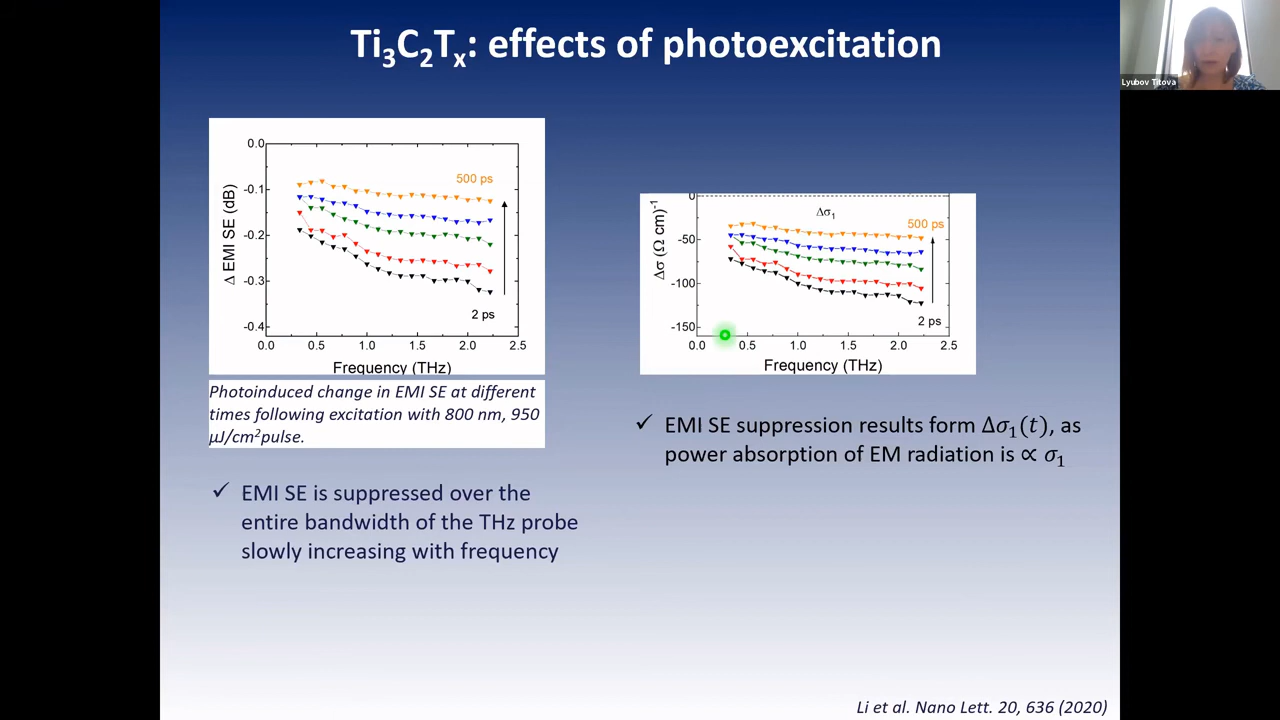 Ti₃C₂Tₓ: effects of photoexcitation
Lyubov Titova
0.0
-0.1
-0.2
-0.3
-0.4
Δ EMI SE (dB)
500 ps
2 ps
0.0 0.5 1.0 1.5 2.0 2.5
Frequency (THz)
Photoinduced change in EMI SE at different
times following excitation with 800 nm, 950
μJ/cm²pulse.
EMI SE is suppressed over the
entire bandwidth of the THz probe
slowly increasing with frequency
0
-50
-100
-150
Δσ (Ω cm)⁻¹
Δσ₁
500 ps
2 ps
0.0 0.5 1.0 1.5 2.0 2.5
Frequency (THz)
EMI SE suppression results form Δσ₁(t), as
power absorption of EM radiation is ∝ σ₁
Li et al. Nano Lett. 20, 636 (2020)